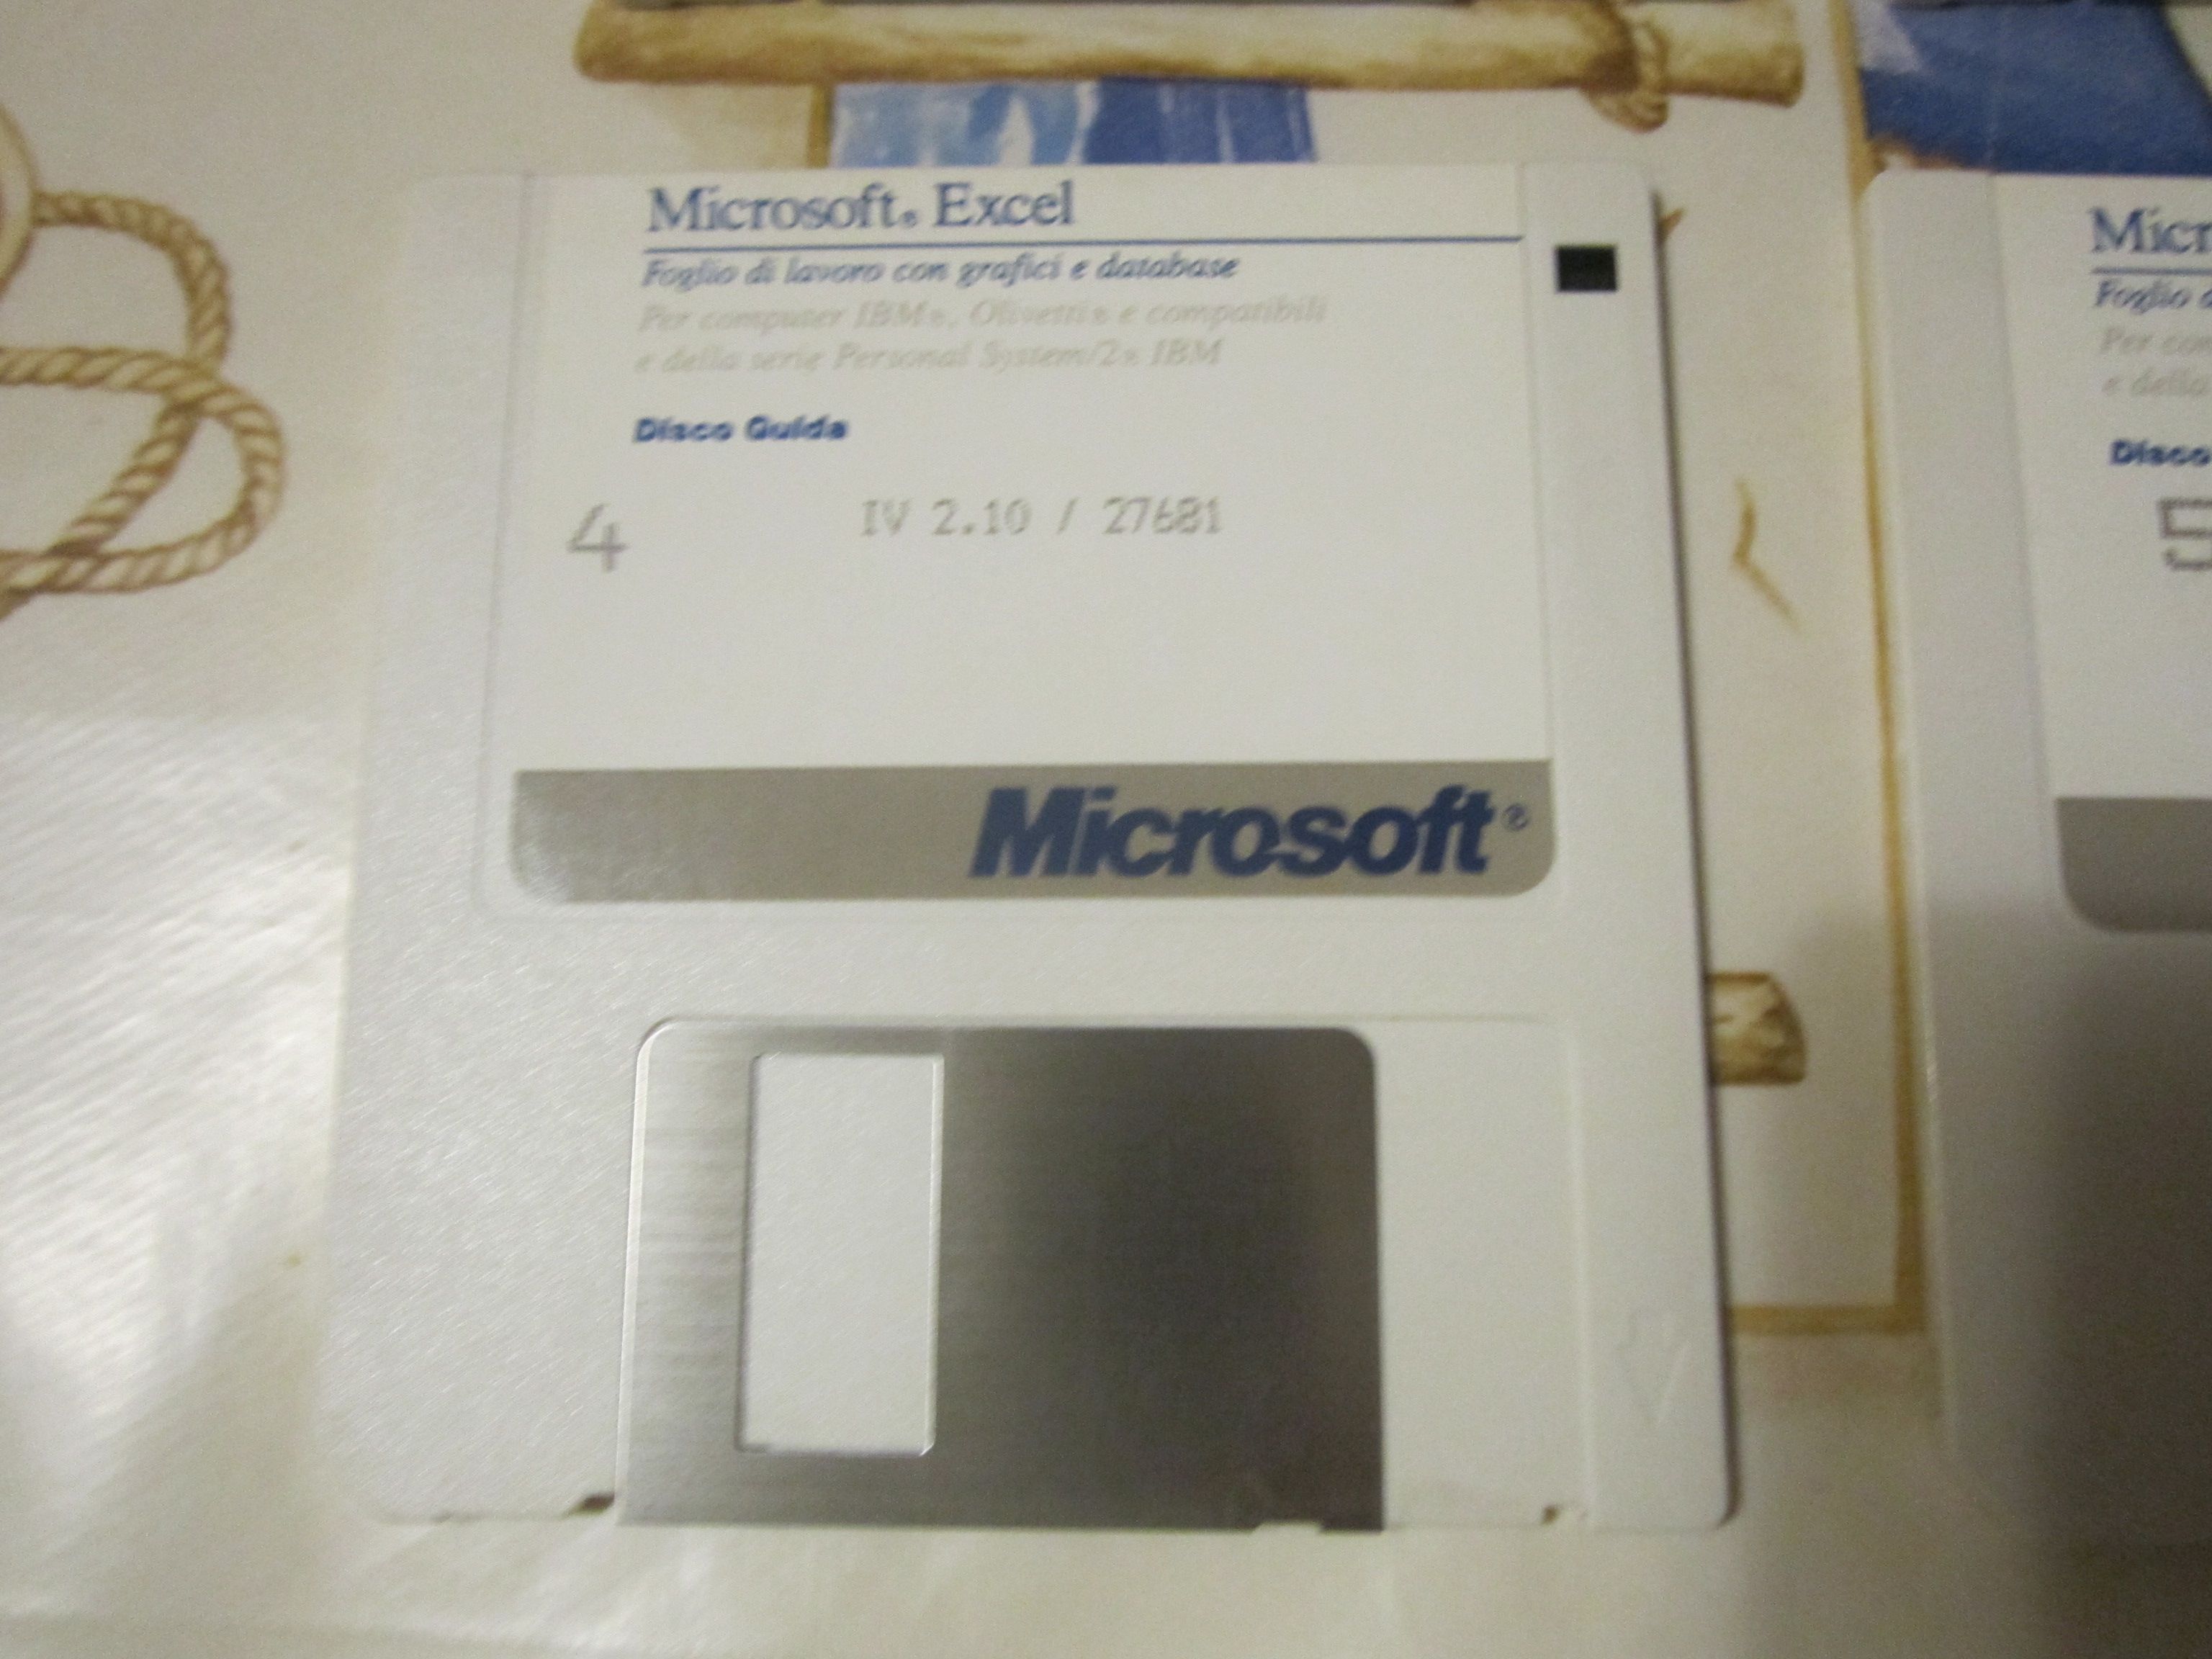 Microsoft® Excel
Foglio di lavoro con grafici e database
Per computer IBM®, Olivetti® e compatibili
e della serie Personal System/2® IBM
Disco Guida
4
IV 2.10 / 27681
Microsoft®
Micr
Foglio d
Per com
e della
Disco
5